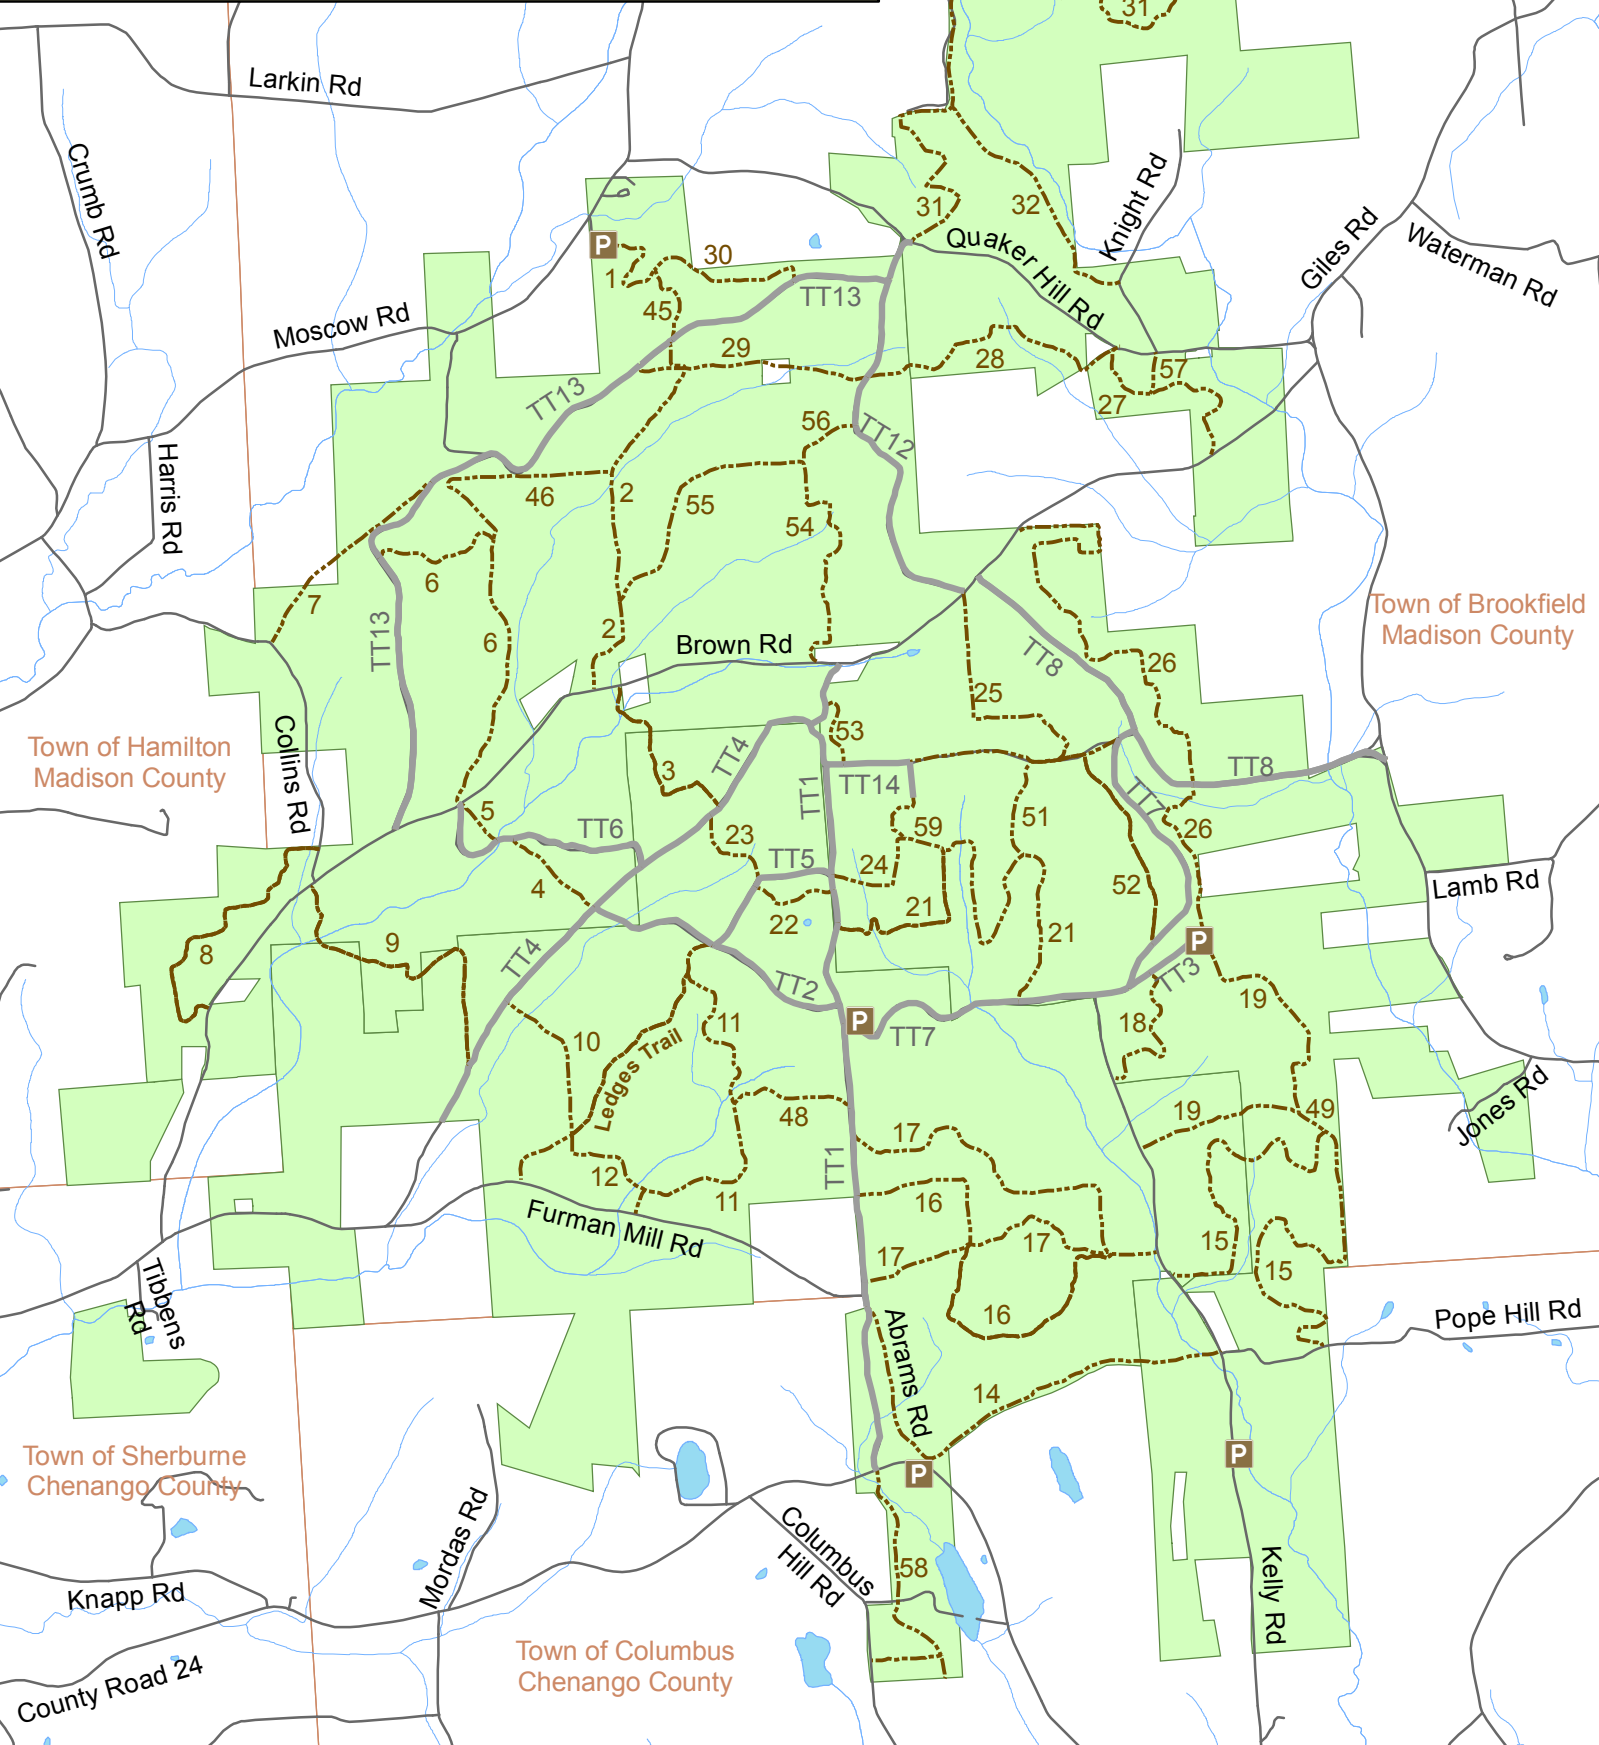 31
Larkin Rd
Crumb Rd
Knight Rd
31
32
Quaker Hill Rd
Giles Rd
Waterman Rd
P
30
1
45
TT13
Moscow Rd
29
28
57
27
TT13
56
TT12
Harris Rd
46
2
55
54
6
7
TT13
6
2
Brown Rd
TT8
26
Town of Brookfield
Madison County
25
53
Collins Rd
Town of Hamilton
Madison County
3
TT4
TT1
TT14
TT8
TT7
5
TT6
23
59
51
26
TT5
24
4
52
Lamb Rd
22
21
21
8
9
TT4
P
TT3
TT2
19
P
TT7
11
18
10
Ledges Trail
48
19
49
Jones Rd
17
TT1
12
11
16
Furman Mill Rd
17
17
15
15
Tibbens
Rd
16
Abrams Rd
Pope Hill Rd
14
Town of Sherburne
Chenango County
P
P
Mordas Rd
Columbus
Hill Rd
58
Kelly Rd
Knapp Rd
Town of Columbus
Chenango County
County Road 24